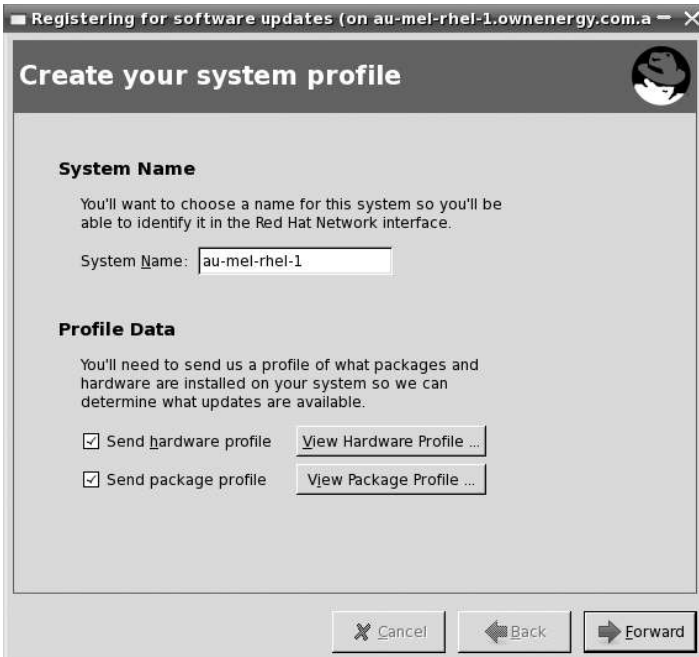 Registering for software updates (on au-mel-rhel-1.ownenergy.com.a
Create your system profile
System Name
You'll want to choose a name for this system so you'll be
able to identify it in the Red Hat Network interface.
System Name: au-mel-rhel-1
Profile Data
You'll need to send us a profile of what packages and
hardware are installed on your system so we can
determine what updates are available.
Send hardware profile View Hardware Profile ...
Send package profile View Package Profile ...
Cancel Back Forward